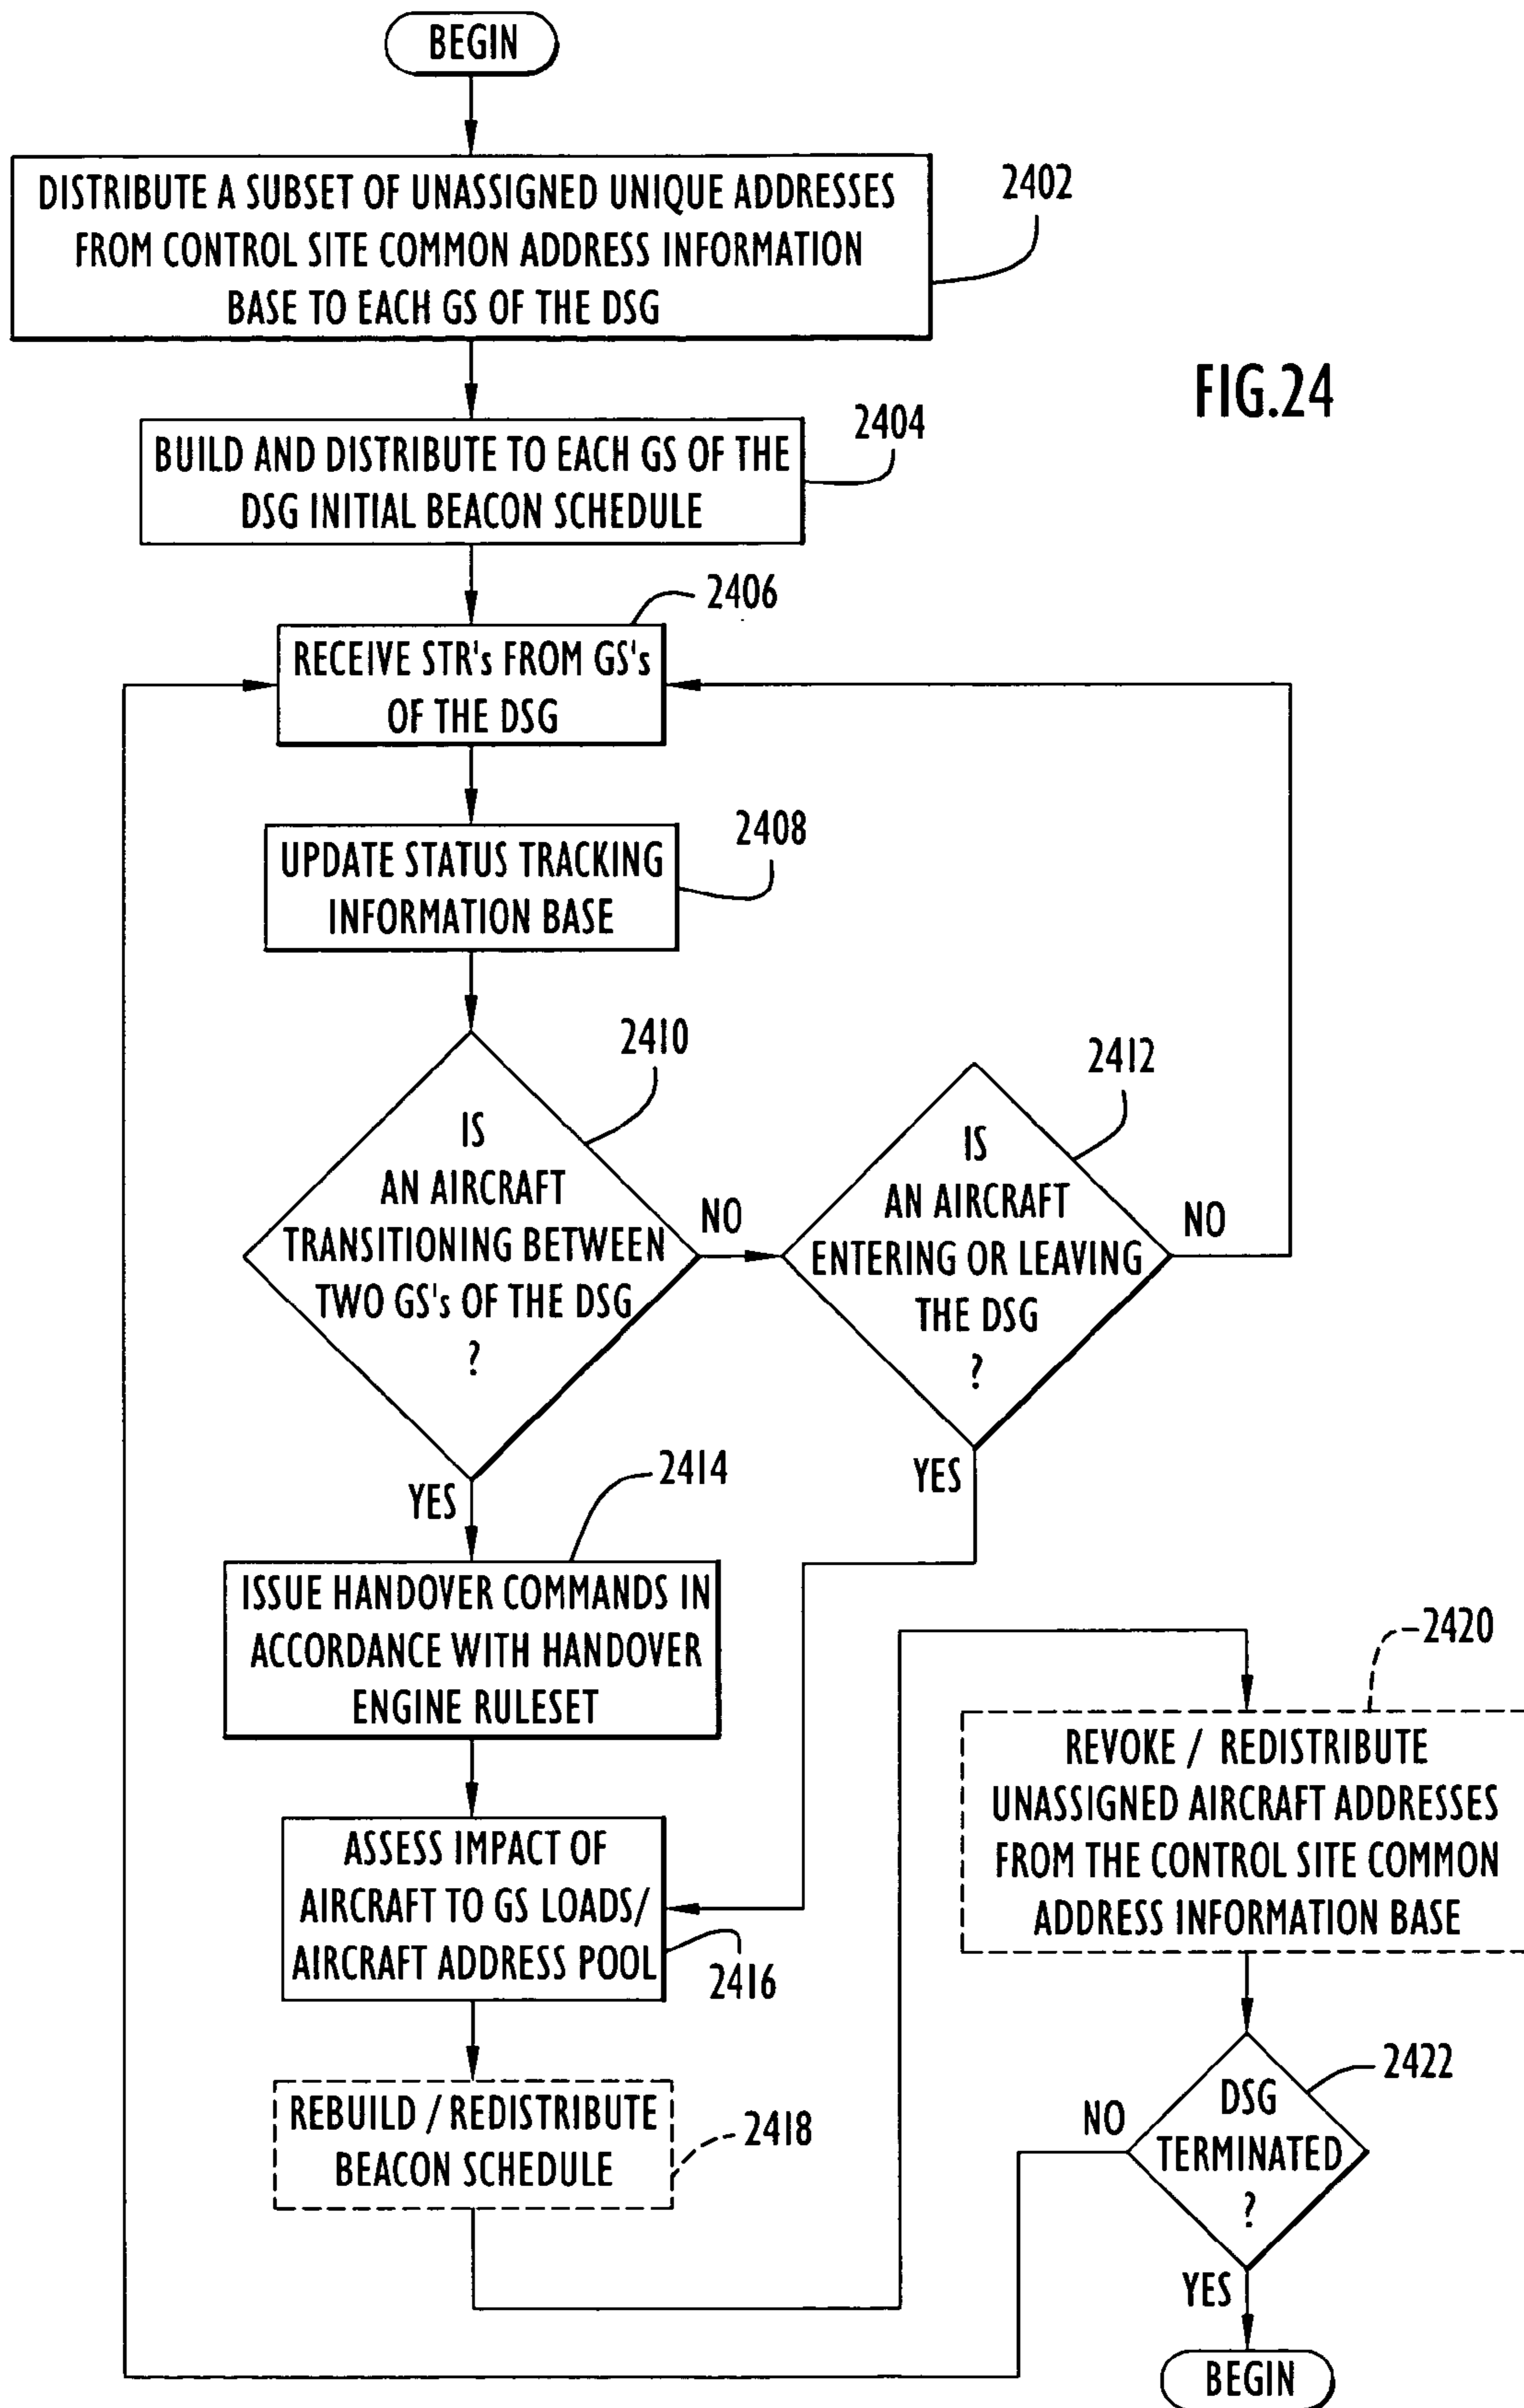 BEGIN
DISTRIBUTE A SUBSET OF UNASSIGNED UNIQUE ADDRESSES
FROM CONTROL SITE COMMON ADDRESS INFORMATION
BASE TO EACH GS OF THE DSG
2402
FIG.24
BUILD AND DISTRIBUTE TO EACH GS OF THE
DSG INITIAL BEACON SCHEDULE
2404
2406
RECEIVE STR's FROM GS's
OF THE DSG
2408
UPDATE STATUS TRACKING
INFORMATION BASE
2410
IS
AN AIRCRAFT
TRANSITIONING BETWEEN
TWO GS's OF THE DSG
?
NO
2412
IS
AN AIRCRAFT
ENTERING OR LEAVING
THE DSG
?
NO
YES
YES
2414
ISSUE HANDOVER COMMANDS IN
ACCORDANCE WITH HANDOVER
ENGINE RULESET
ASSESS IMPACT OF
AIRCRAFT TO GS LOADS/
AIRCRAFT ADDRESS POOL
2416
REBUILD / REDISTRIBUTE
BEACON SCHEDULE
2418
2420
REVOKE / REDISTRIBUTE
UNASSIGNED AIRCRAFT ADDRESSES
FROM THE CONTROL SITE COMMON
ADDRESS INFORMATION BASE
2422
DSG
TERMINATED
?
NO
YES
BEGIN